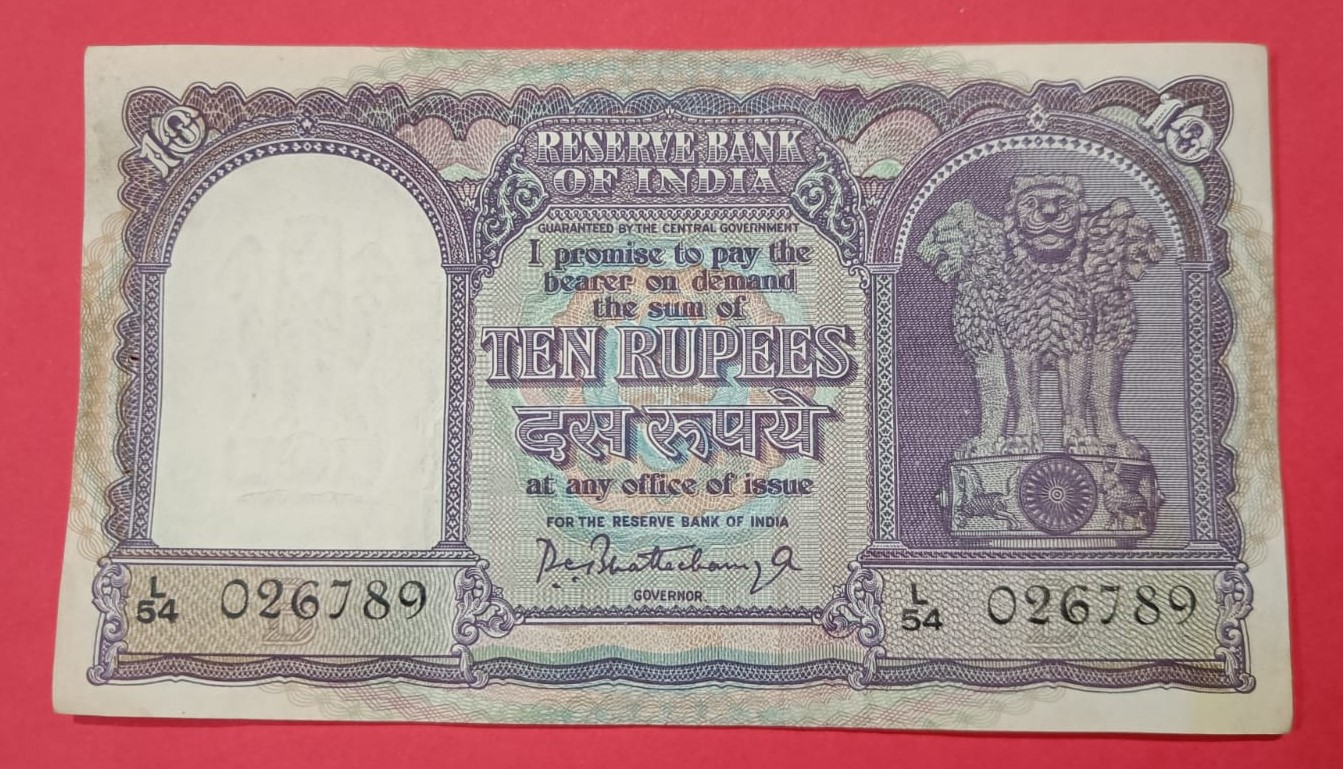 10
10
RESERVE BANK
OF INDIA
GUARANTEED BY THE CENTRAL GOVERNMENT
I promise to pay the
bearer on demand
the sum of
TEN RUPEES
दस रूपये
at any office of issue
FOR THE RESERVE BANK OF INDIA
P.C. Bhattacharyya
GOVERNOR.
L/54 026789
L/54 026789